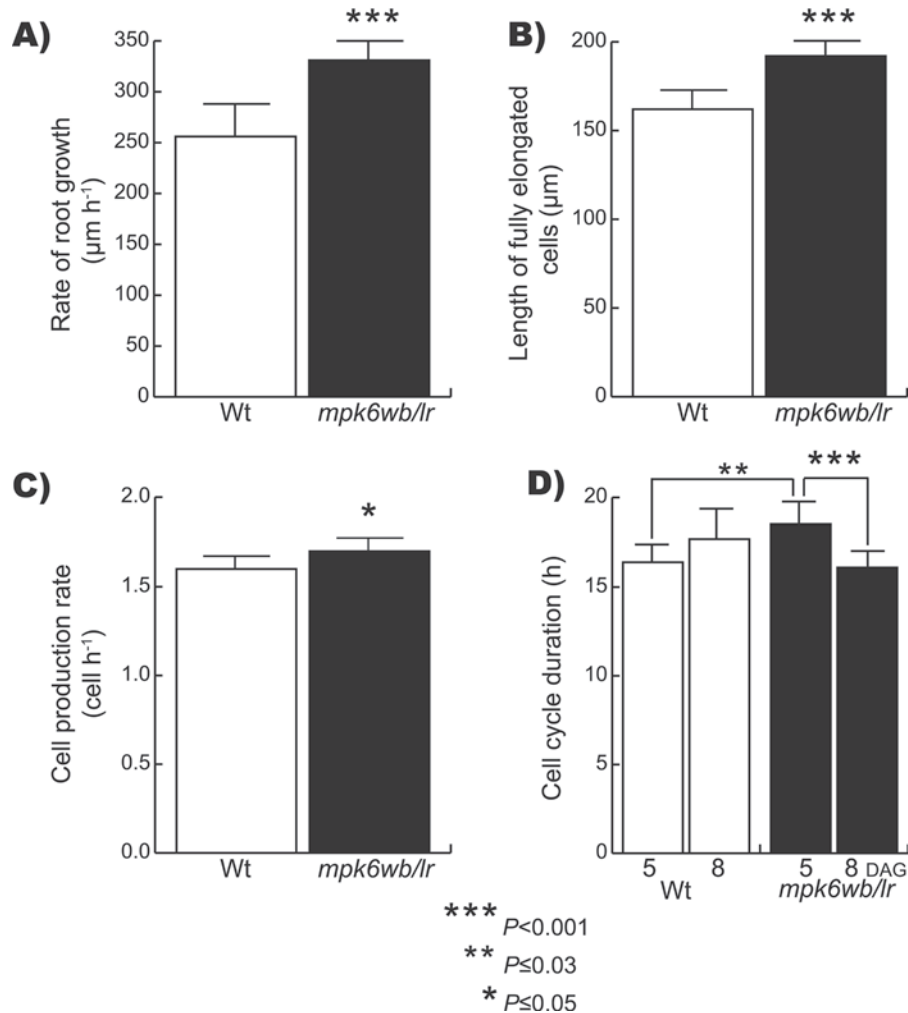 A)
***
350
300
250
200
150
100
50
0
Rate of root growth
(µm h-1)
Wt
mpk6wb/lr
B)
***
200
150
100
50
0
Length of fully elongated
cells (µm)
Wt
mpk6wb/lr
C)
*
2.0
1.5
1.0
0.5
0.0
Cell production rate
(cell h-1)
Wt
mpk6wb/lr
D)
**
***
20
15
10
5
0
Cell cycle duration (h)
5 8 5 8 DAG
Wt mpk6wb/lr
*** P<0.001
** P≤0.03
* P≤0.05